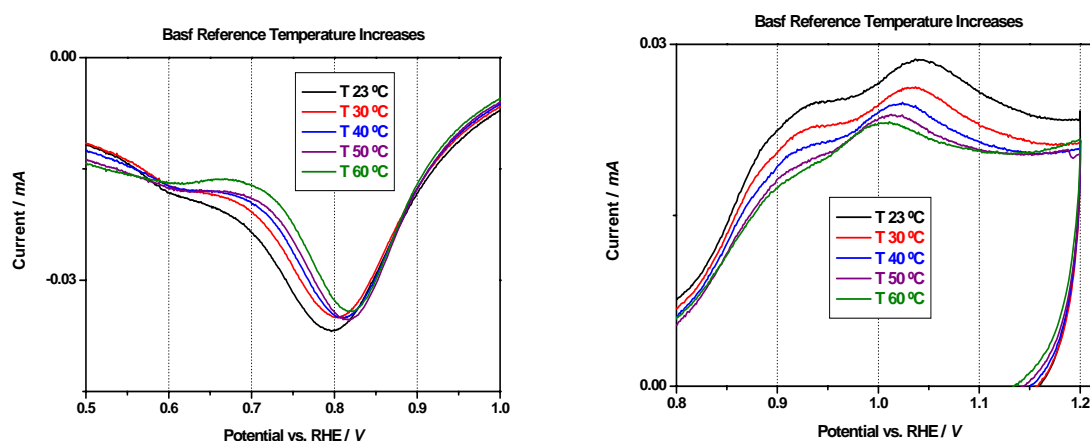 Basf Reference Temperature Increases
0.00
T 23 ºC
T 30 ºC
T 40 ºC
T 50 ºC
T 60 ºC
Current / mA
-0.03
0.5 0.6 0.7 0.8 0.9 1.0
Potential vs. RHE / V
Basf Reference Temperature Increases
0.03
T 23 ºC
T 30 ºC
T 40 ºC
T 50 ºC
T 60 ºC
Current / mA
0.00
0.8 0.9 1.0 1.1 1.2
Potential vs. RHE / V